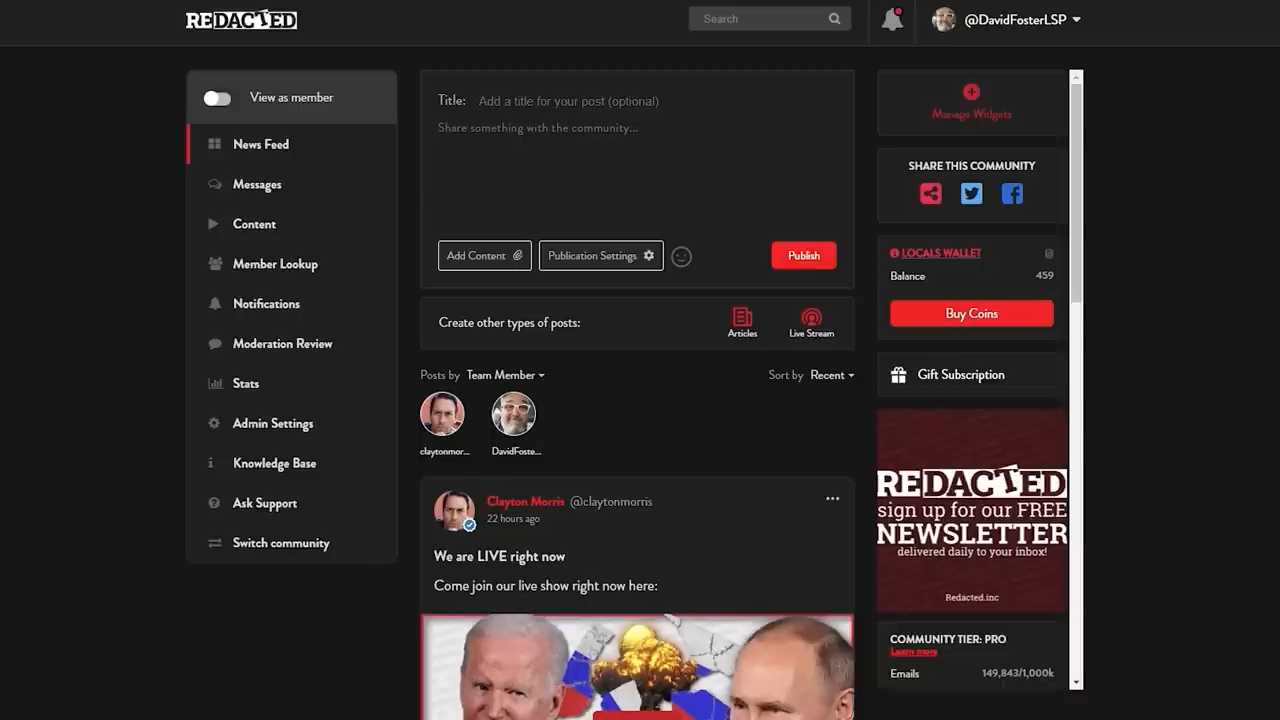 REDACTED
Search
@DavidFosterLSP
View as member
News Feed
Messages
Content
Member Lookup
Notifications
Moderation Review
Stats
Admin Settings
Knowledge Base
Ask Support
Switch community
Title: Add a title for your post (optional)
Share something with the community...
Add Content
Publication Settings
Publish
Create other types of posts:
Articles
Live Stream
Posts by Team Member
Sort by Recent
claytonmor...
DavidFoste...
Clayton Morris @claytonmorris
22 hours ago
We are LIVE right now
Come join our live show right now here:
Manage Widgets
SHARE THIS COMMUNITY
LOCALS WALLET
Balance 459
Buy Coins
Gift Subscription
REDACTED
sign up for our FREE
NEWSLETTER
delivered daily to your inbox!
Redacted.inc
COMMUNITY TIER: PRO
Learn more
Emails 149,843/1,000k